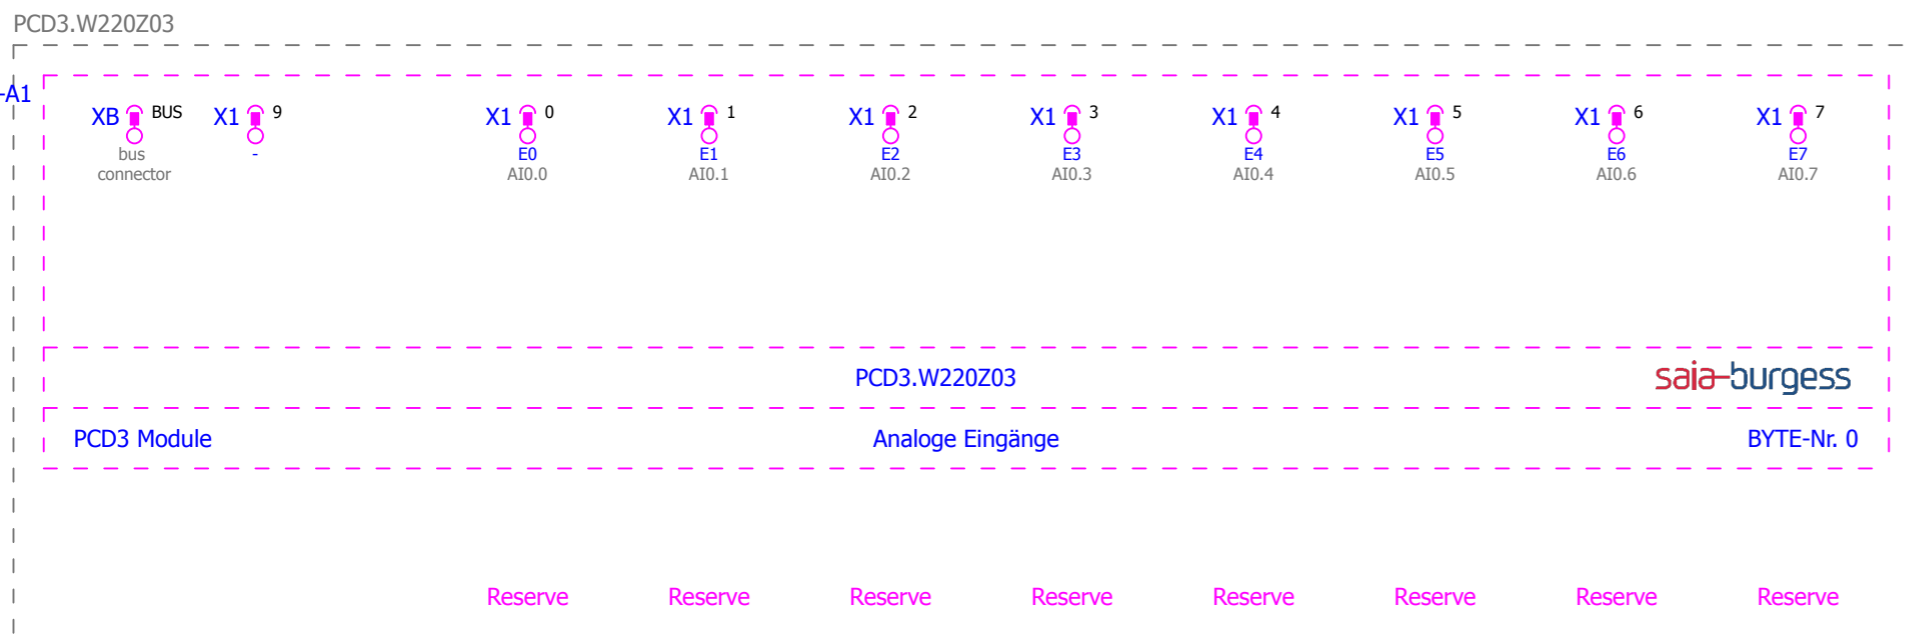 PCD3.W220Z03
-A1
XB BUS X1 9 X1 0 X1 1 X1 2 X1 3 X1 4 X1 5 X1 6 X1 7
bus - E0 E1 E2 E3 E4 E5 E6 E7
connector AI0.0 AI0.1 AI0.2 AI0.3 AI0.4 AI0.5 AI0.6 AI0.7
PCD3.W220Z03 saia-burgess
PCD3 Module Analoge Eingänge BYTE-Nr. 0
Reserve Reserve Reserve Reserve Reserve Reserve Reserve Reserve